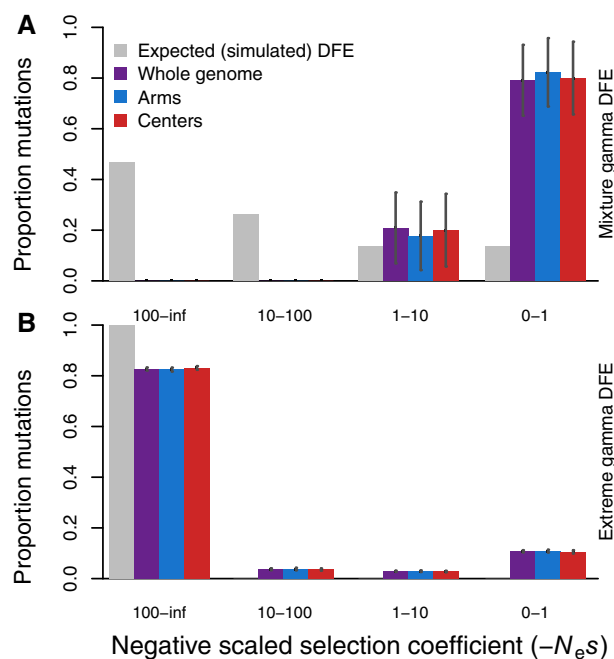 A
Expected (simulated) DFE
Whole genome
Arms
Centers
Proportion mutations
0.0
0.2
0.4
0.6
0.8
1.0
100-inf
10-100
1-10
0-1
Mixture gamma DFE
B
Proportion mutations
0.0
0.2
0.4
0.6
0.8
1.0
100-inf
10-100
1-10
0-1
Extreme gamma DFE
Negative scaled selection coefficient (−Nₑs)